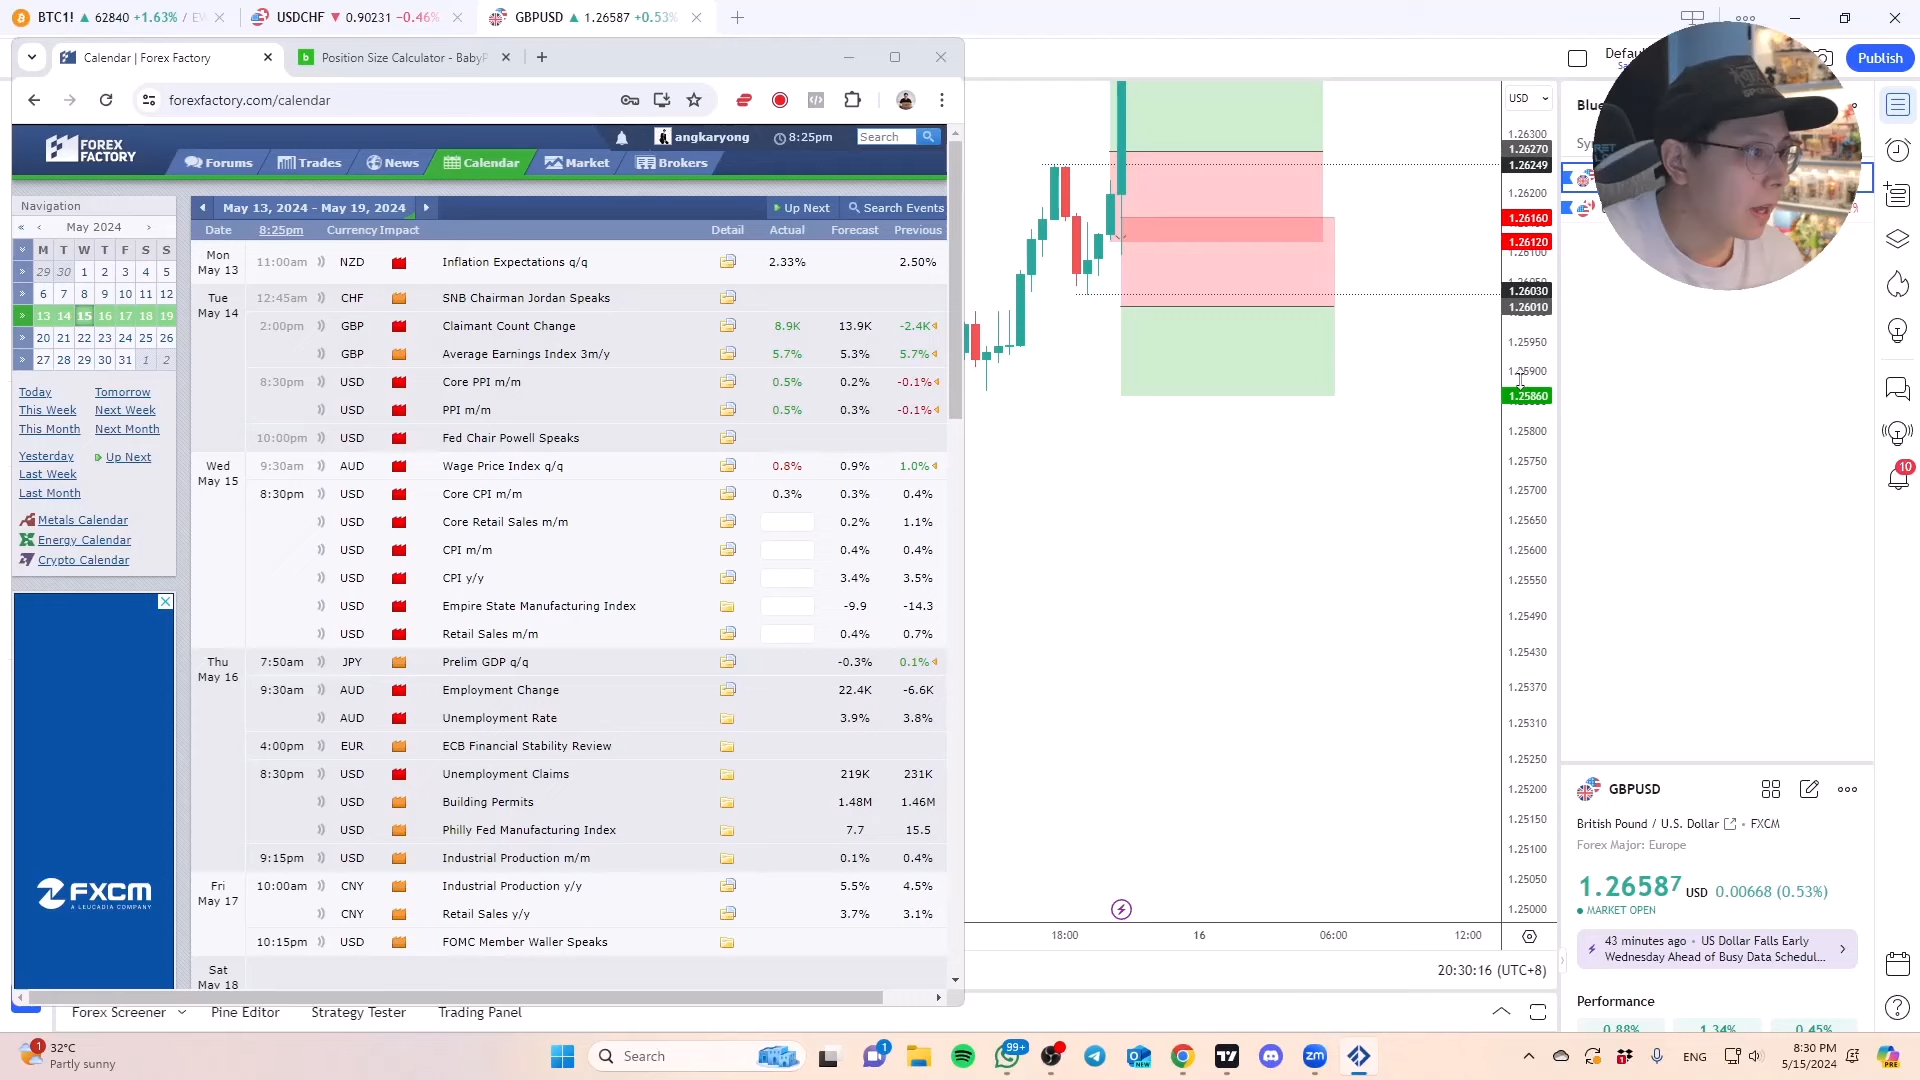 BTC1! ▲ 62840 +1.63% /
USDCHF ▼ 0.90231 −0.46% /
GBPUSD ▲ 1.26587 +0.53%
Calendar | Forex Factory
Position Size Calculator - BabyP
forexfactory.com/calendar
Publish
FOREX
FACTORY
angkaryong
8:25pm
Search
Forums
Trades
News
Calendar
Market
Brokers
Navigation
« ‹ May 2024 ›
M T W T F S S
29 30 1 2 3 4 5
6 7 8 9 10 11 12
13 14 15 16 17 18 19
20 21 22 23 24 25 26
27 28 29 30 31 1 2
Today Tomorrow
This Week Next Week
This Month Next Month
Yesterday Up Next
Last Week
Last Month
Metals Calendar
Energy Calendar
Crypto Calendar
FXCM
A LEUCADIA COMPANY
May 13, 2024 - May 19, 2024
Up Next
Search Events
Date 8:25pm Currency Impact Detail Actual Forecast Previous
Mon May 13 11:00am NZD Inflation Expectations q/q 2.33% 2.50%
Tue May 14 12:45am CHF SNB Chairman Jordan Speaks
2:00pm GBP Claimant Count Change 8.9K 13.9K -2.4K
GBP Average Earnings Index 3m/y 5.7% 5.3% 5.7%
8:30pm USD Core PPI m/m 0.5% 0.2% -0.1%
USD PPI m/m 0.5% 0.3% -0.1%
10:00pm USD Fed Chair Powell Speaks
Wed May 15 9:30am AUD Wage Price Index q/q 0.8% 0.9% 1.0%
8:30pm USD Core CPI m/m 0.3% 0.3% 0.4%
USD Core Retail Sales m/m 0.2% 1.1%
USD CPI m/m 0.4% 0.4%
USD CPI y/y 3.4% 3.5%
USD Empire State Manufacturing Index -9.9 -14.3
USD Retail Sales m/m 0.4% 0.7%
Thu May 16 7:50am JPY Prelim GDP q/q -0.3% 0.1%
9:30am AUD Employment Change 22.4K -6.6K
AUD Unemployment Rate 3.9% 3.8%
4:00pm EUR ECB Financial Stability Review
8:30pm USD Unemployment Claims 219K 231K
USD Building Permits 1.48M 1.46M
USD Philly Fed Manufacturing Index 7.7 15.5
9:15pm USD Industrial Production m/m 0.1% 0.4%
Fri May 17 10:00am CNY Industrial Production y/y 5.5% 4.5%
CNY Retail Sales y/y 3.7% 3.1%
10:15pm USD FOMC Member Waller Speaks
Sat May 18
USD
1.26300
1.26270
1.26249
1.26200
1.26160
1.26120
1.26100
1.26030
1.26010
1.25950
1.25900
1.25860
1.25800
1.25750
1.25700
1.25650
1.25600
1.25550
1.25490
1.25430
1.25370
1.25310
1.25250
1.25200
1.25150
1.25100
1.25050
1.25000
18:00 16 06:00 12:00
20:30:16 (UTC+8)
10
GBPUSD
British Pound / U.S. Dollar • FXCM
Forex Major: Europe
1.26587 USD 0.00668 (0.53%)
MARKET OPEN
43 minutes ago • US Dollar Falls Early
Wednesday Ahead of Busy Data Schedul...
Performance
0.88% 1.34% 0.45%
Forex Screener
Pine Editor
Strategy Tester
Trading Panel
1
32°C
Partly sunny
Search
1
99+
NEW
zm
ENG
8:30 PM
5/15/2024
PRE